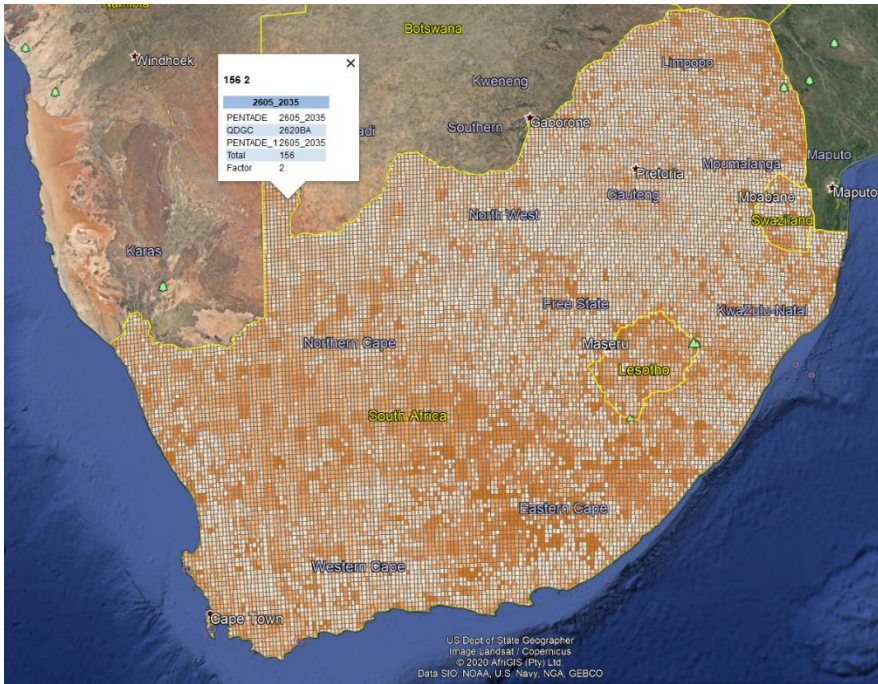 Namibia
Botswana
Windhoek
Limpopo
Kweneng
156 2
2605_2035
PENTADE 2605_2035
QDGC 2620BA
PENTADE_12605_2035
Total 156
Factor 2
adi
Southern
Gaborone
Pretoria
Mpumalanga
Maputo
Gauteng
Mbabane
Maputo
North West
Swaziland
Karas
Free State
KwaZulu-Natal
Northern Cape
Maseru
Lesotho
South Africa
Eastern Cape
Western Cape
Cape Town
US Dept of State Geographer
Image Landsat / Copernicus
© 2020 AfriGIS (Pty) Ltd.
Data SIO, NOAA, U.S. Navy, NGA, GEBCO